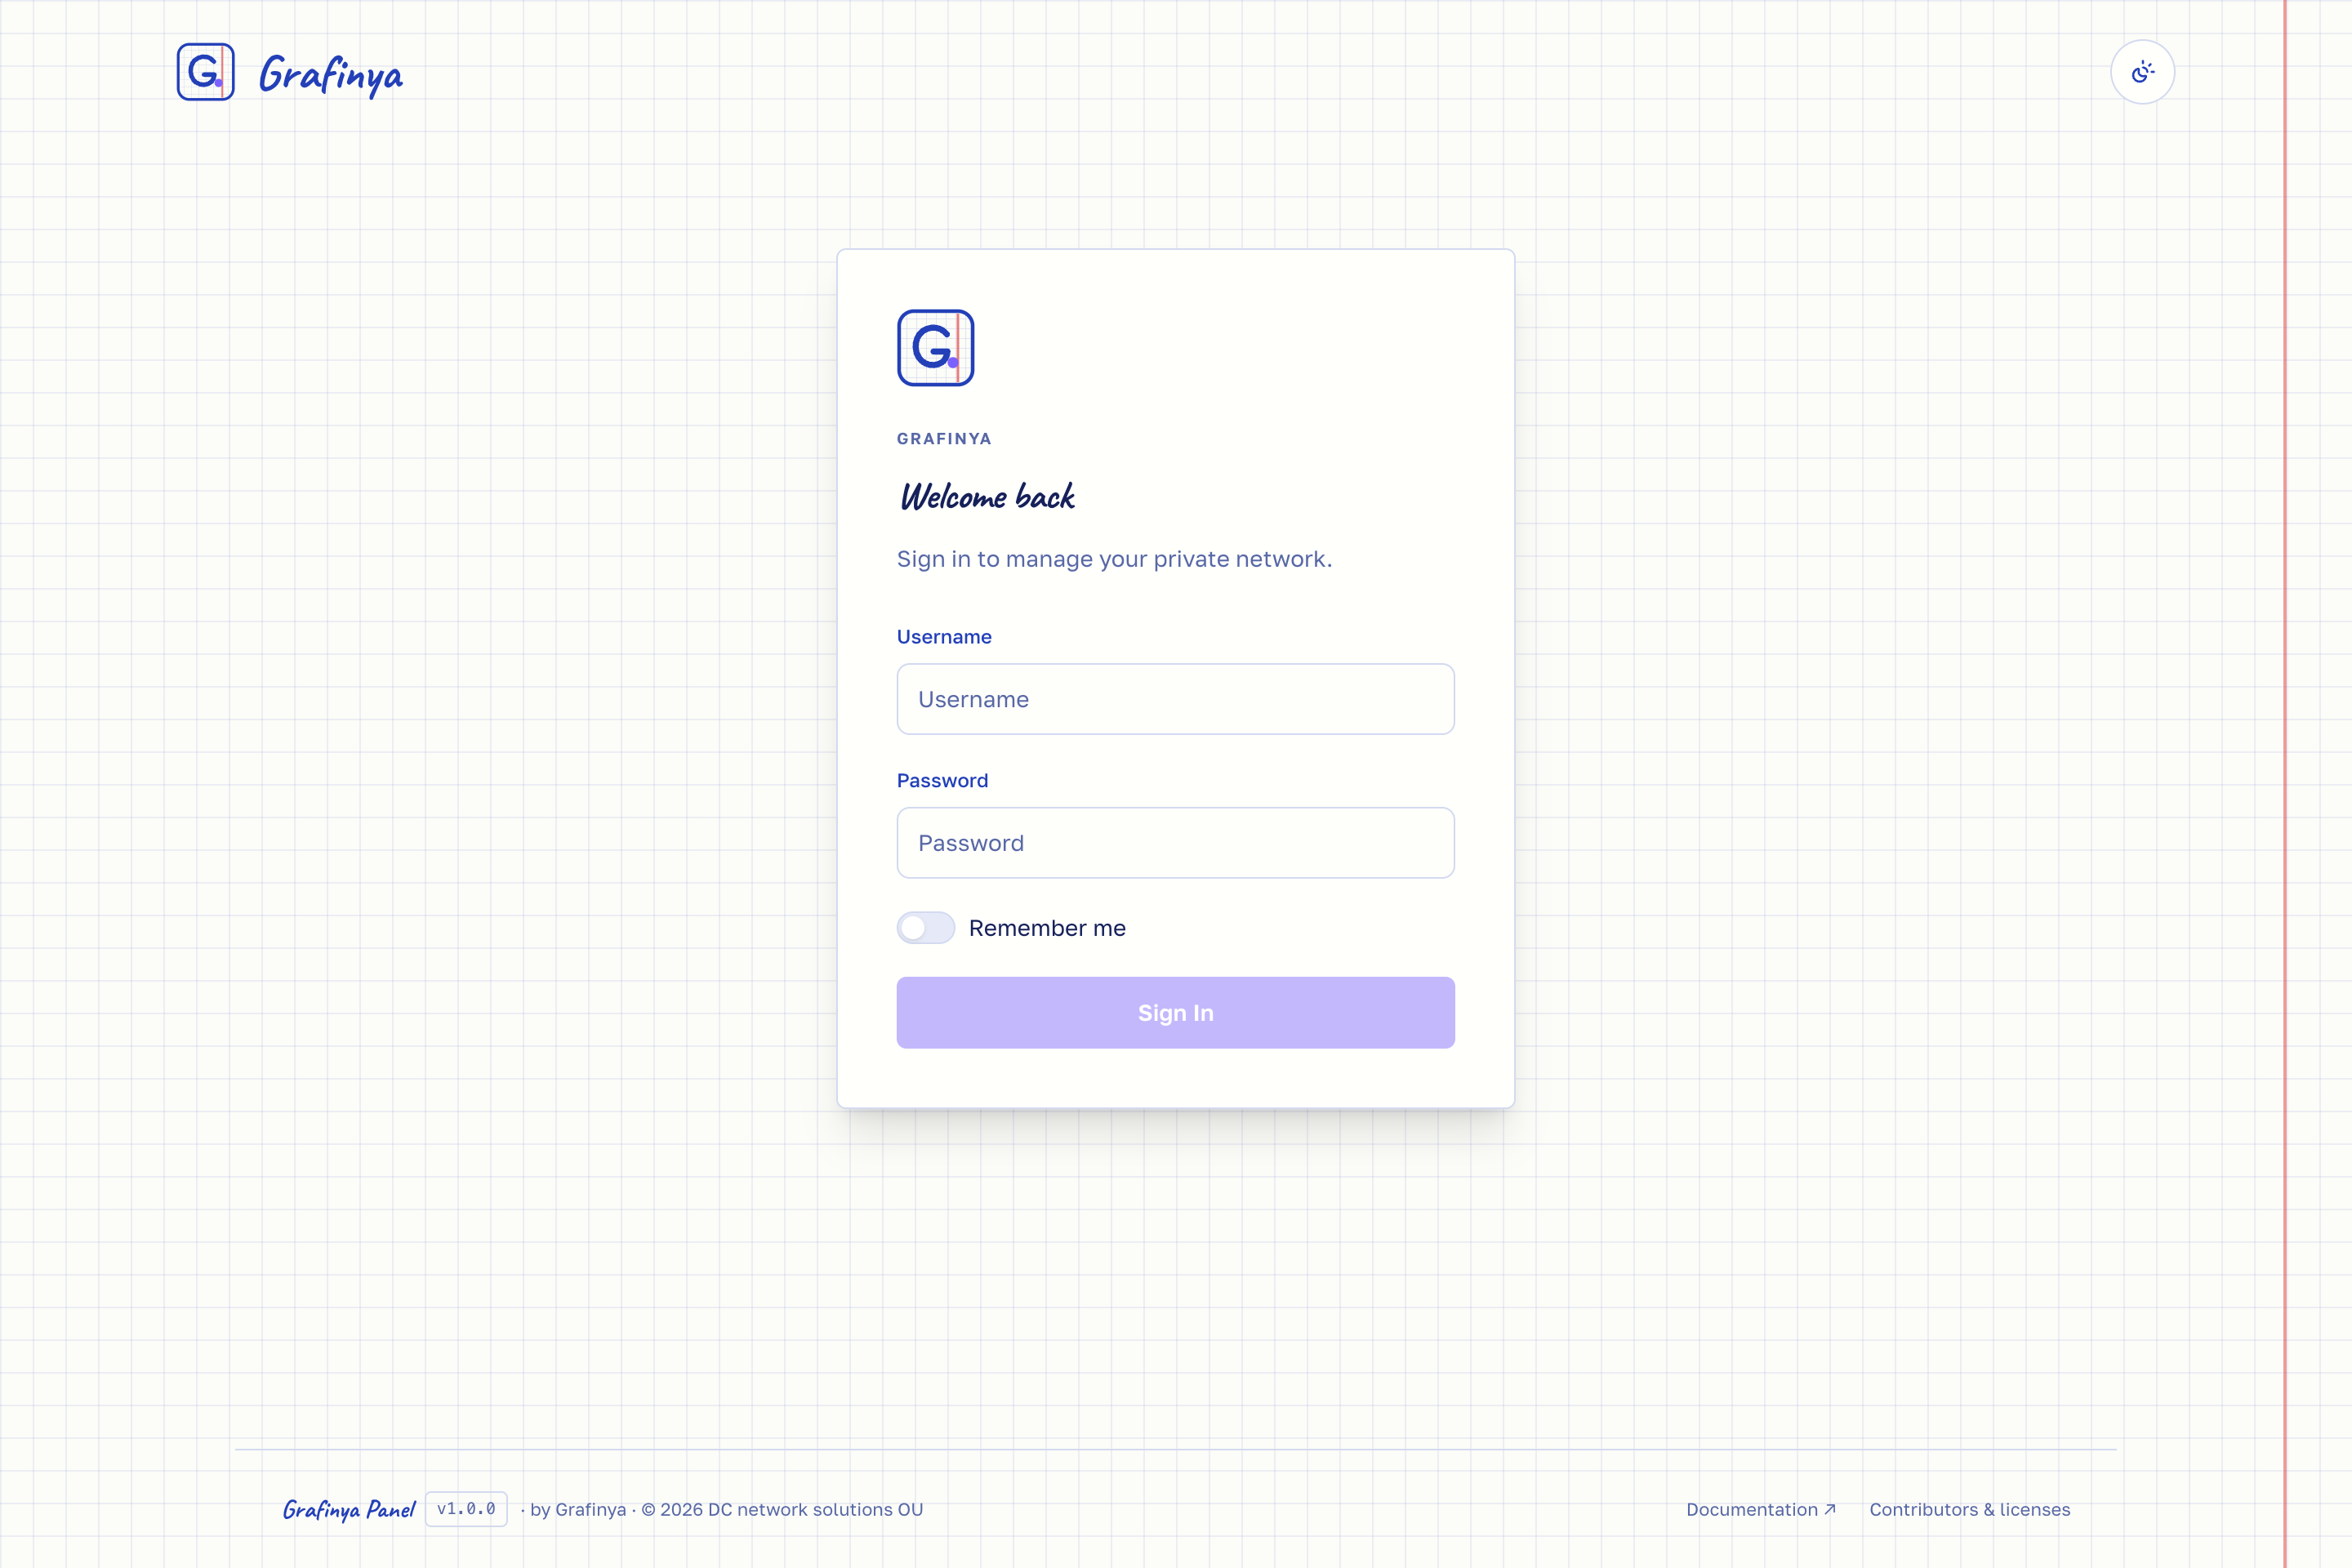 G.
Grafinya
G.
GRAFINYA
Welcome back
Sign in to manage your private network.
Username
Username
Password
Password
Remember me
Sign In
Grafinya Panel v1.0.0 · by Grafinya · © 2026 DC network solutions OU
Documentation ↗ Contributors & licenses